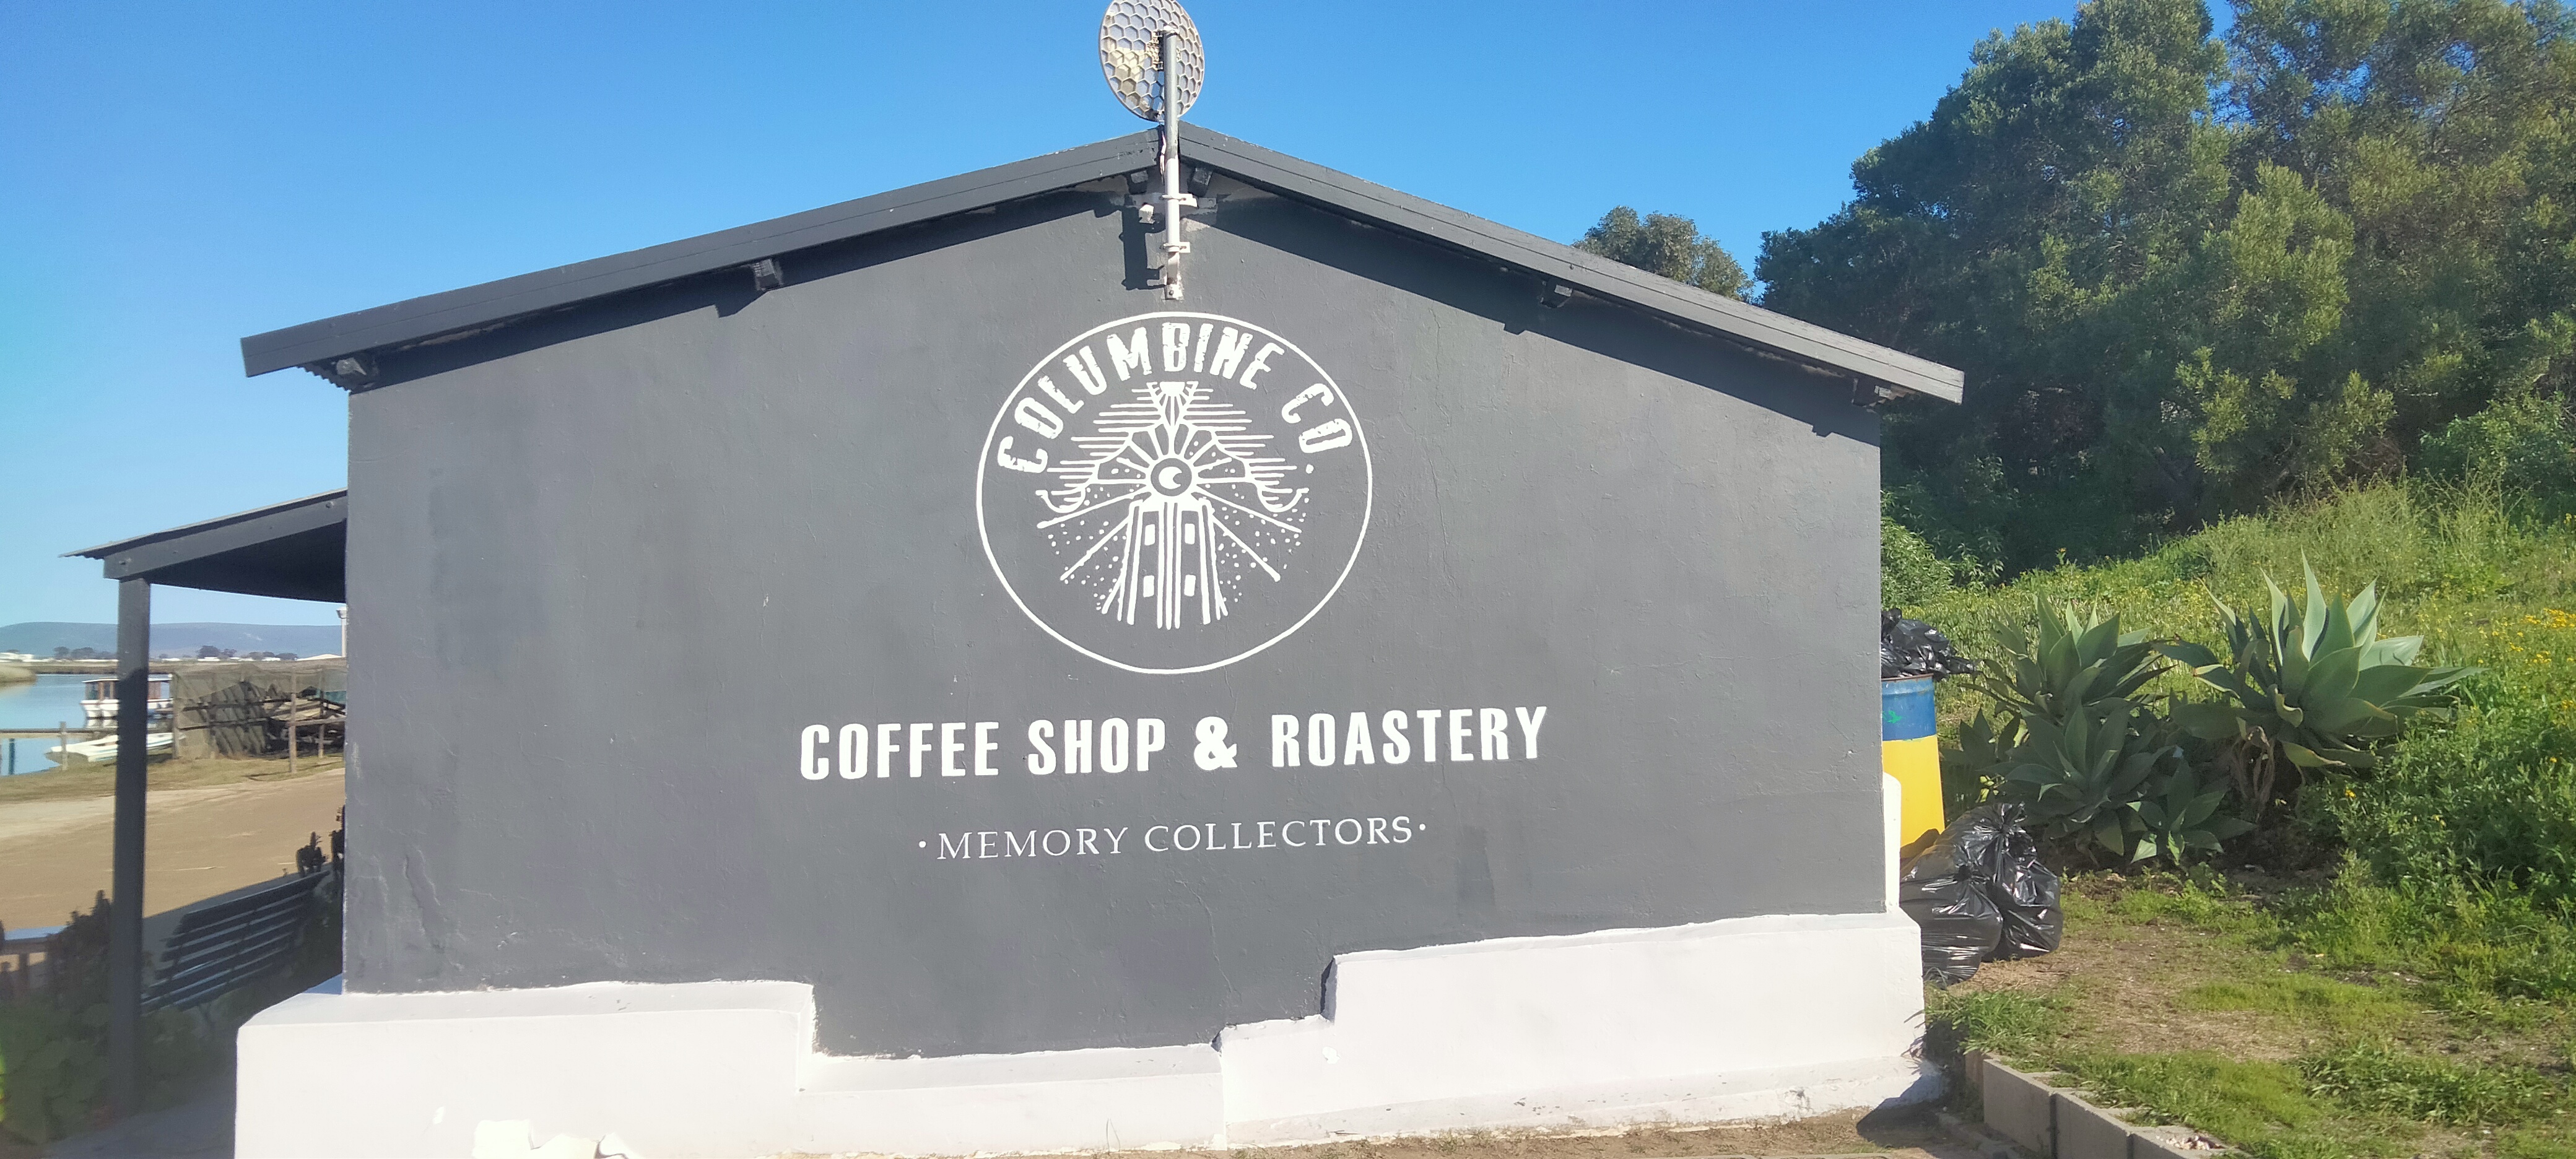 COLUMBINE CO.
COFFEE SHOP & ROASTERY
·MEMORY COLLECTORS·